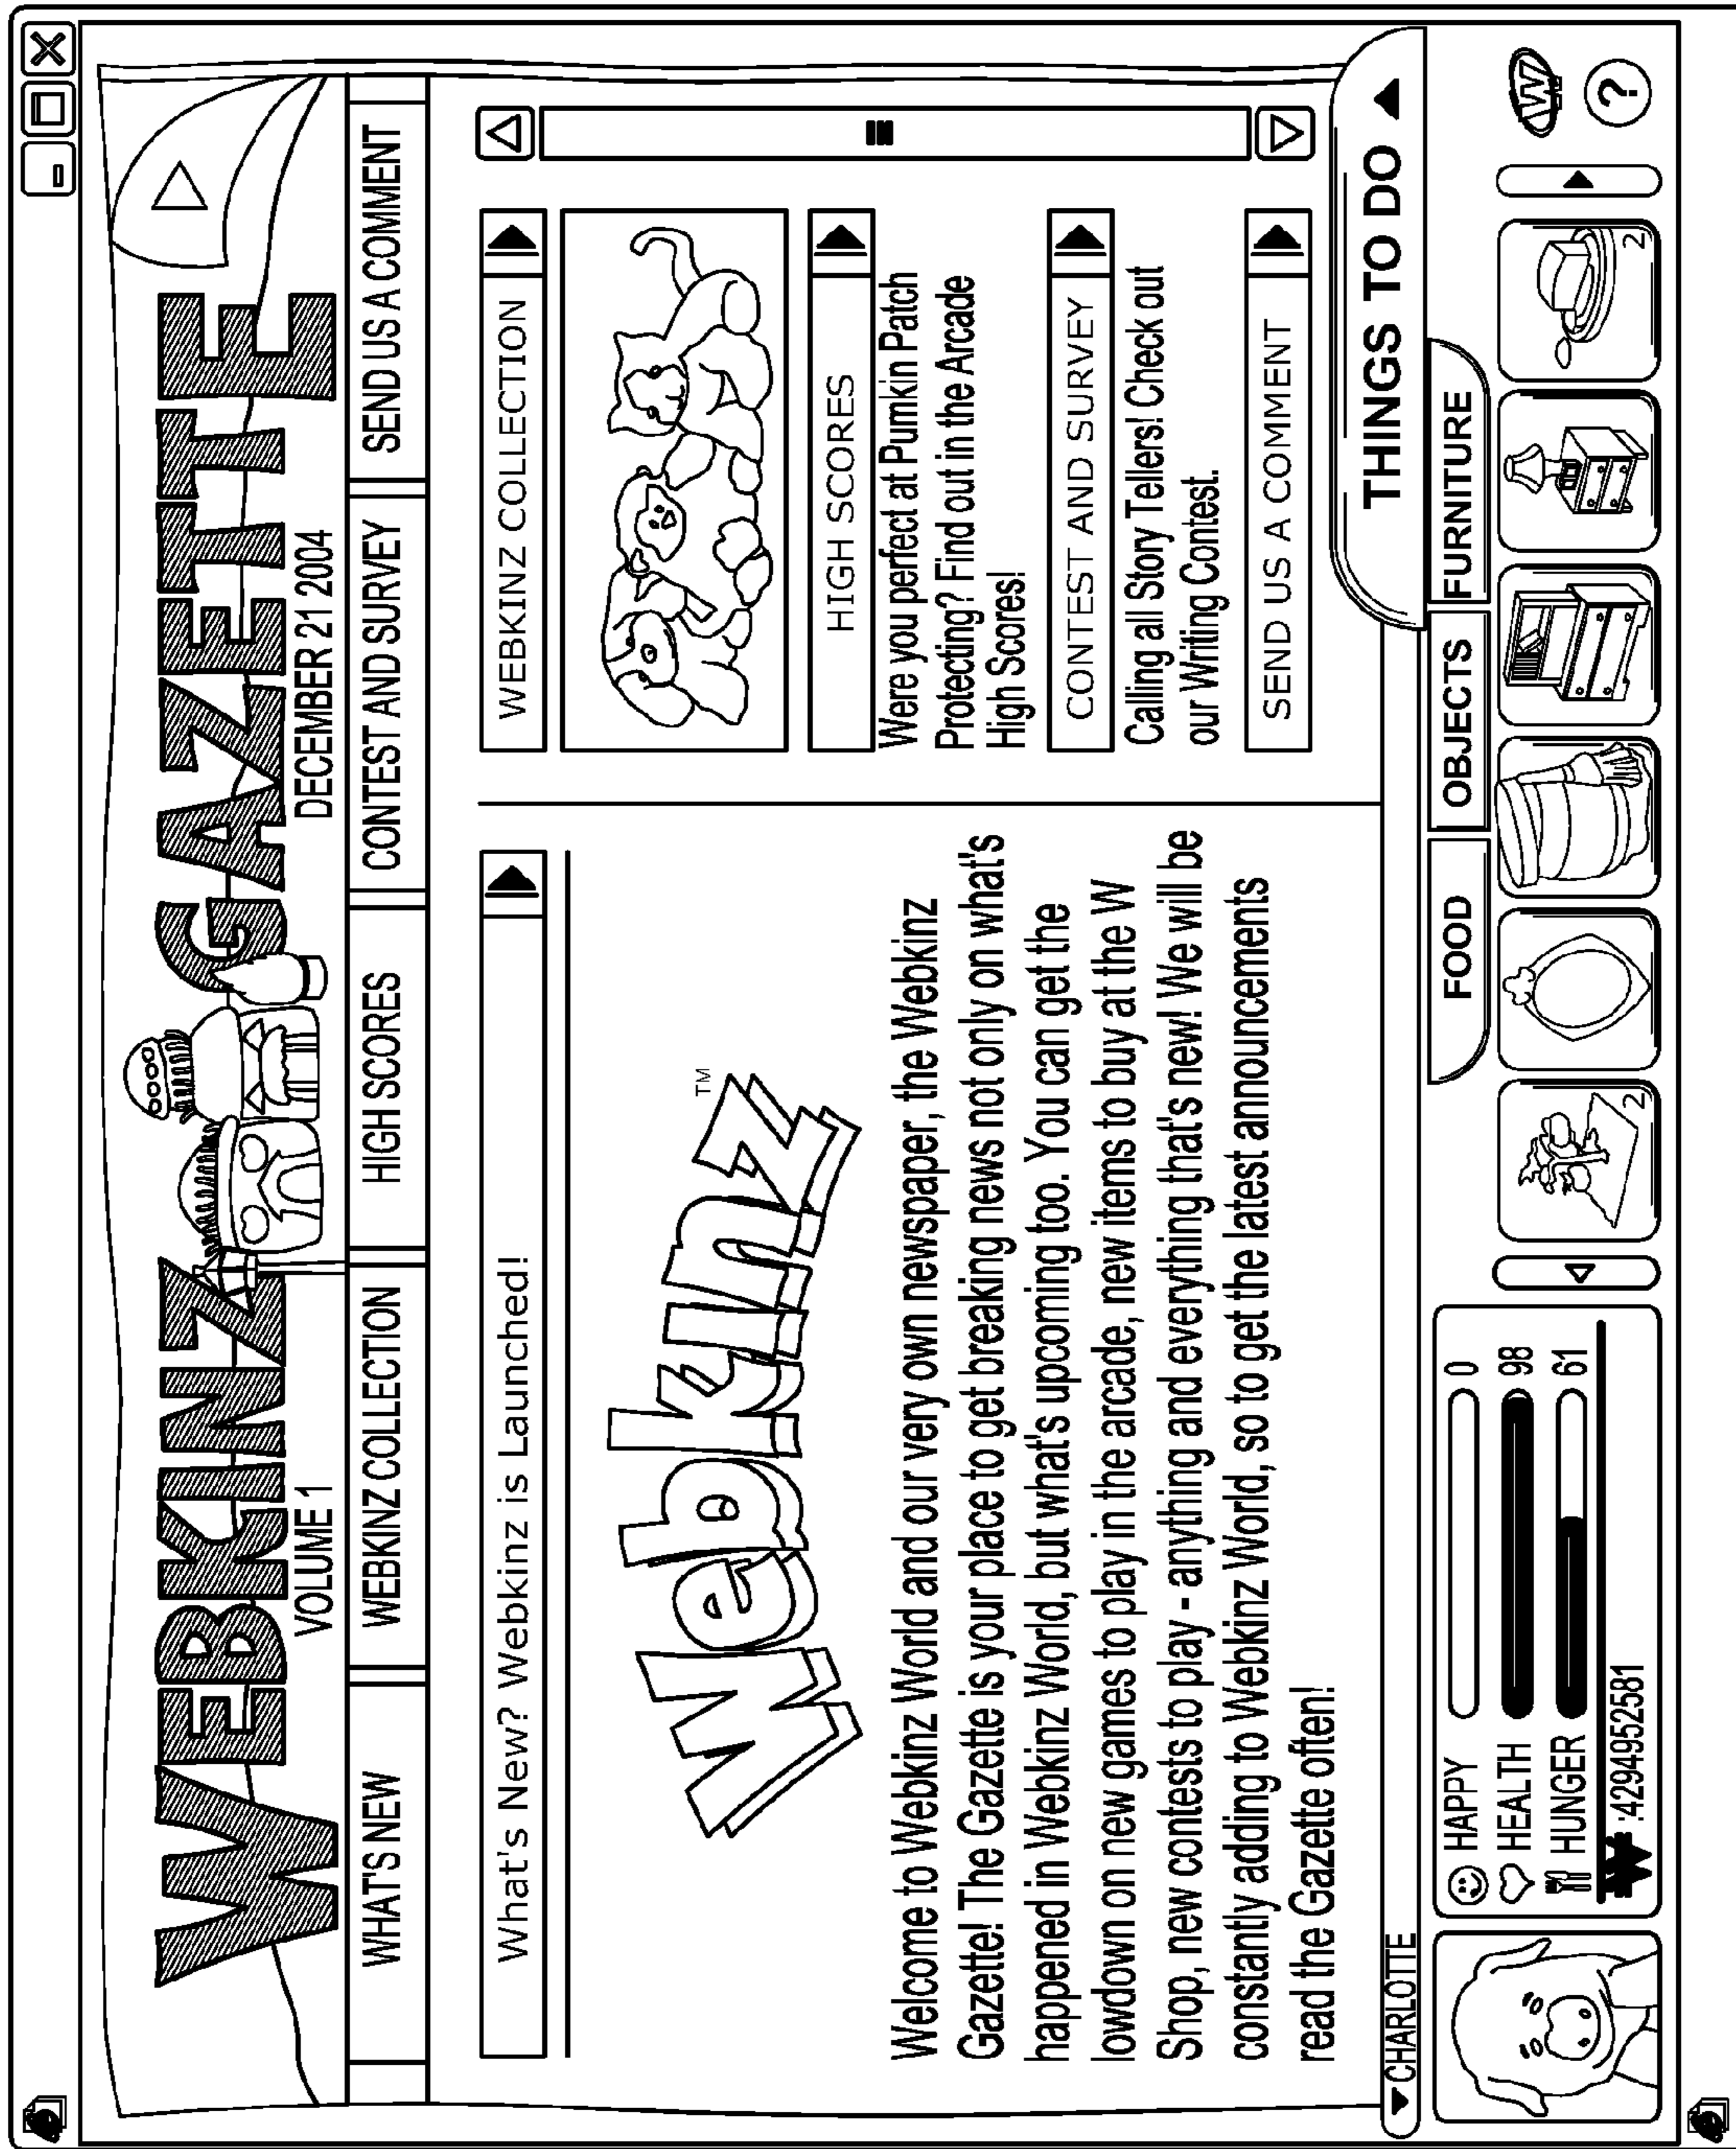 WEBKINZ GAZETTE
VOLUME 1
DECEMBER 21 2004
WHAT'S NEW
WEBKINZ COLLECTION
HIGH SCORES
CONTEST AND SURVEY
SEND US A COMMENT
What's New? Webkinz is Launched!
Webkinz™
Welcome to Webkinz World and our very own newspaper, the Webkinz
Gazette! The Gazette is your place to get breaking news not only on what's
happened in Webkinz World, but what's upcoming too. You can get the
lowdown on new games to play in the arcade, new items to buy at the W
Shop, new contests to play - anything and everything that's new! We will be
constantly adding to Webkinz World, so to get the latest announcements
read the Gazette often!
WEBKINZ COLLECTION
HIGH SCORES
Were you perfect at Pumkin Patch
Protecting? Find out in the Arcade
High Scores!
CONTEST AND SURVEY
Calling all Story Tellers! Check out
our Writing Contest.
SEND US A COMMENT
THINGS TO DO
CHARLOTTE
HAPPY 0
HEALTH 98
HUNGER 61
W :4294952581
FOOD
OBJECTS
FURNITURE
2
2
W
?